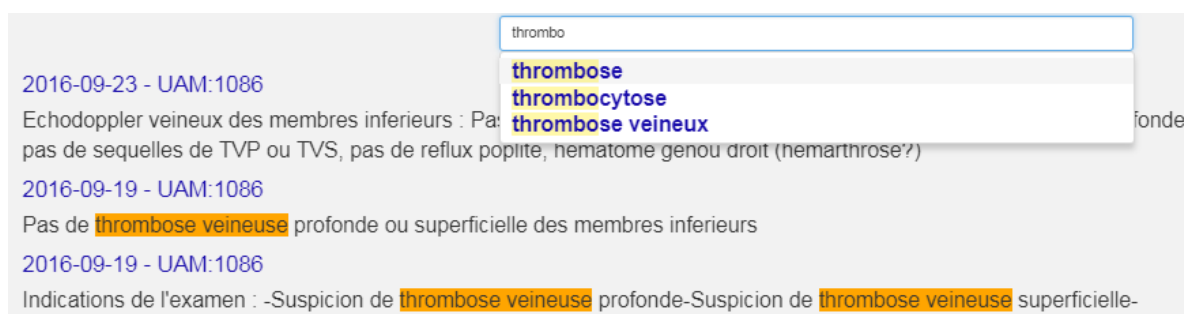 thrombo
thrombose
thrombocytose
thrombose veineux
2016-09-23 - UAM:1086
Echodoppler veineux des membres inferieurs : Pas fonde
pas de sequelles de TVP ou TVS, pas de reflux poplite, hematome genou droit (hemarthrose?)
2016-09-19 - UAM:1086
Pas de thrombose veineuse profonde ou superficielle des membres inferieurs
2016-09-19 - UAM:1086
Indications de l'examen : -Suspicion de thrombose veineuse profonde-Suspicion de thrombose veineuse superficielle-